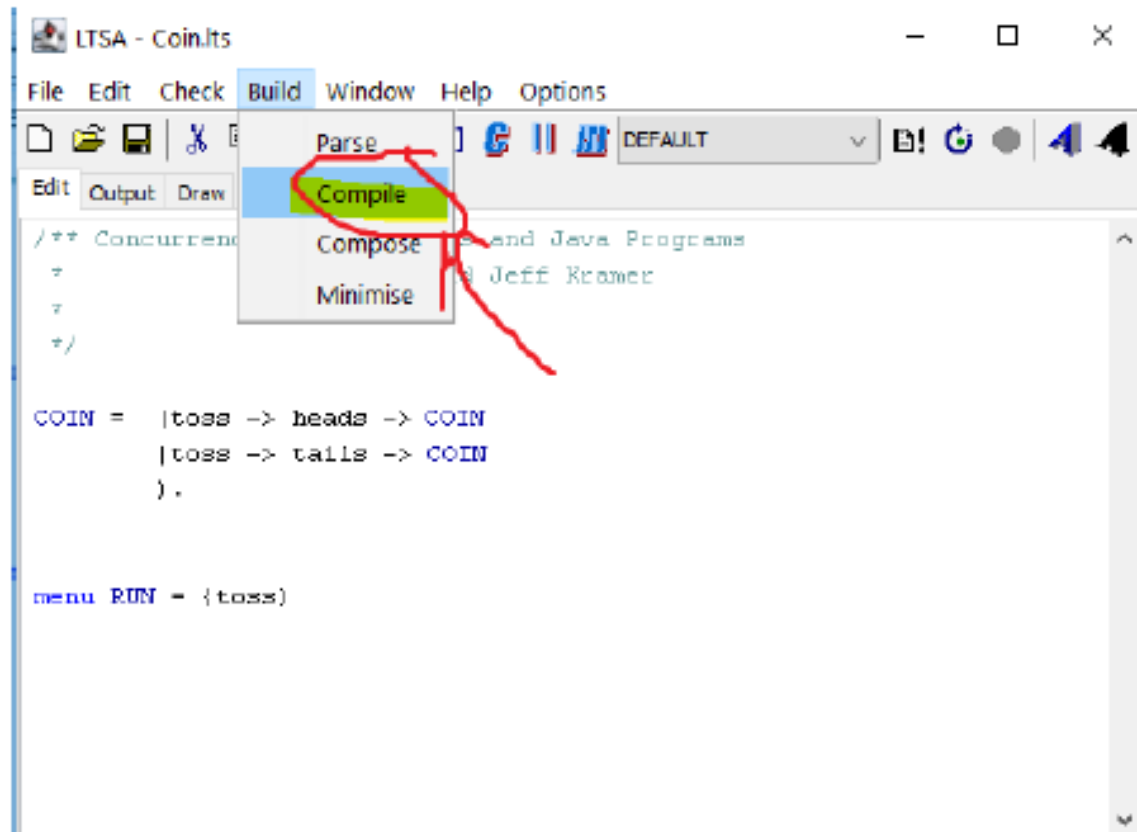 LTSA - Coin.lts
File Edit Check Build Window Help Options
DEFAULT
Edit Output Draw
Parse
Compile
Compose
Minimise
/** Concurrenc s and Java Programs
* Jeff Kramer
*
*/
COIN = |toss -> heads -> COIN
|toss -> tails -> COIN
).
menu RUN = {toss}